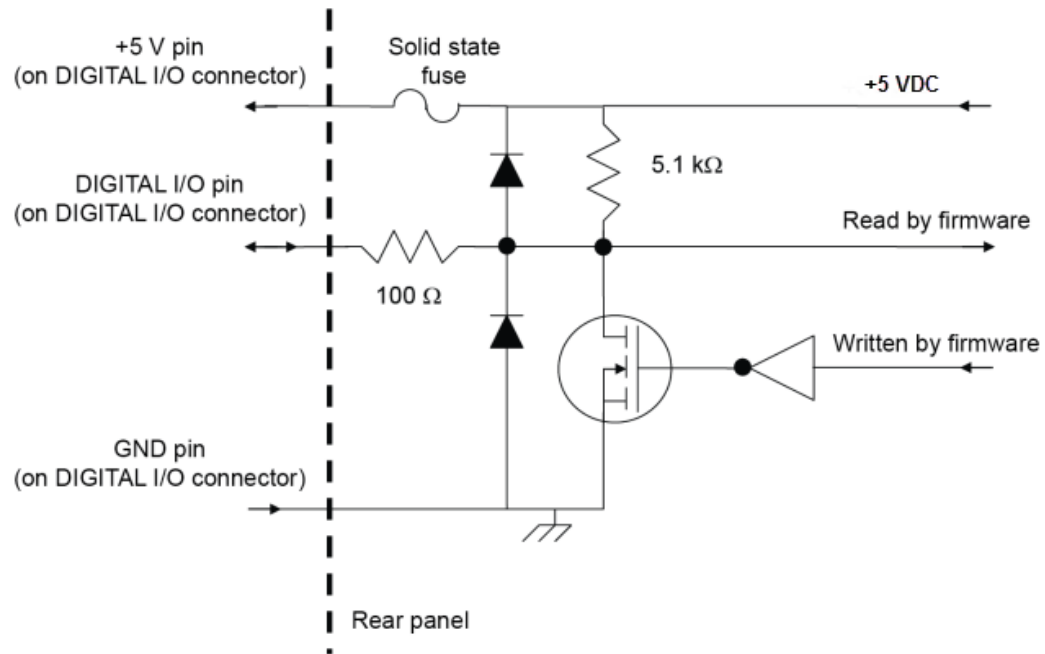 +5 V pin
(on DIGITAL I/O connector)
Solid state
fuse
+5 VDC
5.1 kΩ
DIGITAL I/O pin
(on DIGITAL I/O connector)
Read by firmware
100 Ω
Written by firmware
GND pin
(on DIGITAL I/O connector)
Rear panel